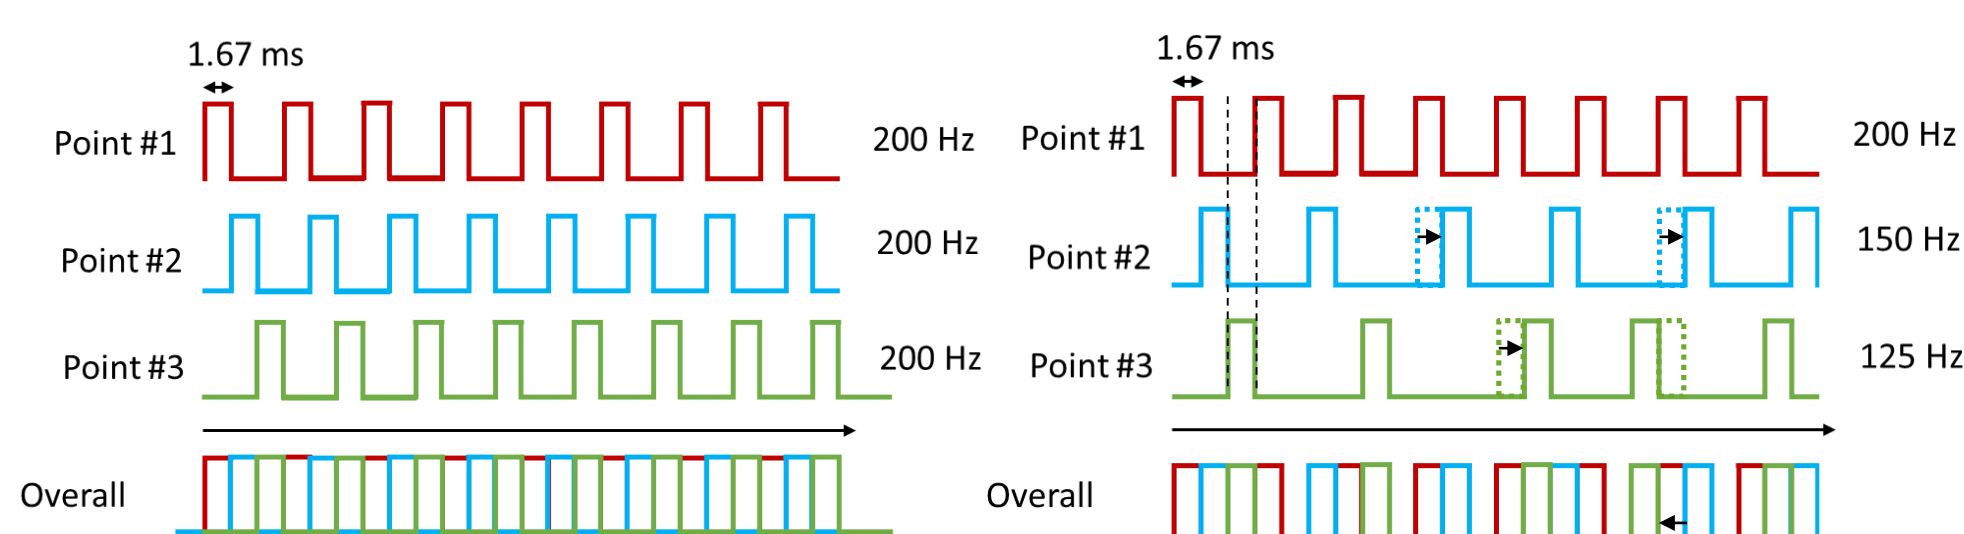 1.67 ms
Point #1
200 Hz
Point #2
200 Hz
Point #3
200 Hz
Overall
1.67 ms
Point #1
200 Hz
Point #2
150 Hz
Point #3
125 Hz
Overall